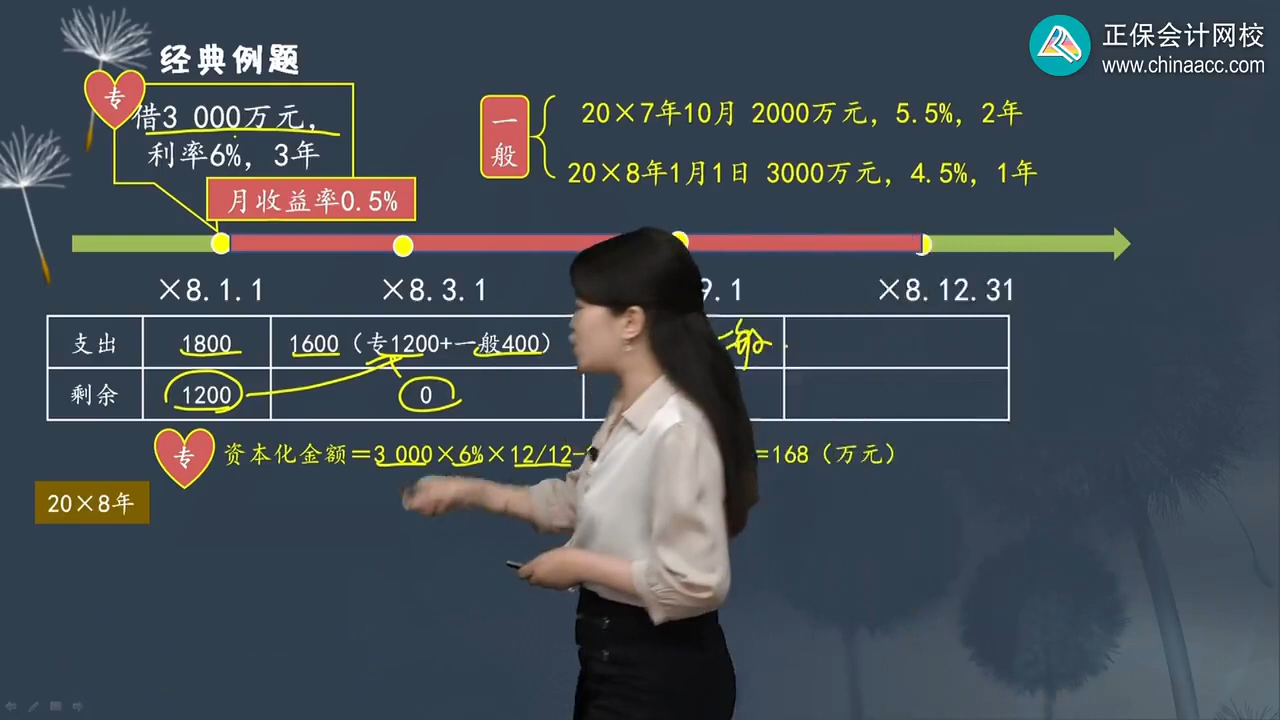 经典例题
正保会计网校
www.chinaacc.com
专
借3 000万元,
利率6%, 3年
月收益率0.5%
一般
20×7年10月 2000万元, 5.5%, 2年
20×8年1月1日 3000万元, 4.5%, 1年
×8.1.1 ×8.3.1 9.1 ×8.12.31
支出 1800 1600（专1200+一般400） 般
剩余 1200 0
专 资本化金额=3 000×6%×12/12- =168（万元）
20×8年